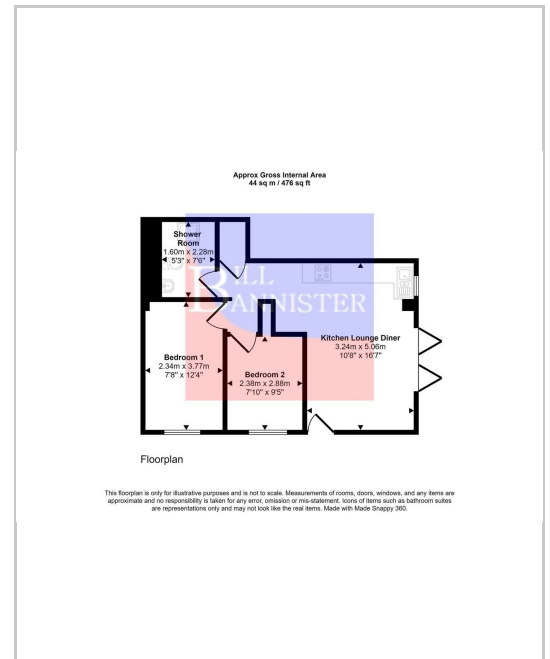 Approx Gross Internal Area
44 sq m / 476 sq ft
Shower
Room
1.60m x 2.28m
5'3" x 7'6"
BILL
BANNISTER
Kitchen Lounge Diner
3.24m x 5.06m
10'8" x 16'7"
Bedroom 1
2.34m x 3.77m
7'8" x 12'4"
Bedroom 2
2.38m x 2.88m
7'10" x 9'5"
Floorplan
This floorplan is only for illustrative purposes and is not to scale. Measurements of rooms, doors, windows, and any items are
approximate and no responsibility is taken for any error, omission or mis-statement. Icons of items such as bathroom suites
are representations only and may not look like the real items. Made with Made Snappy 360.